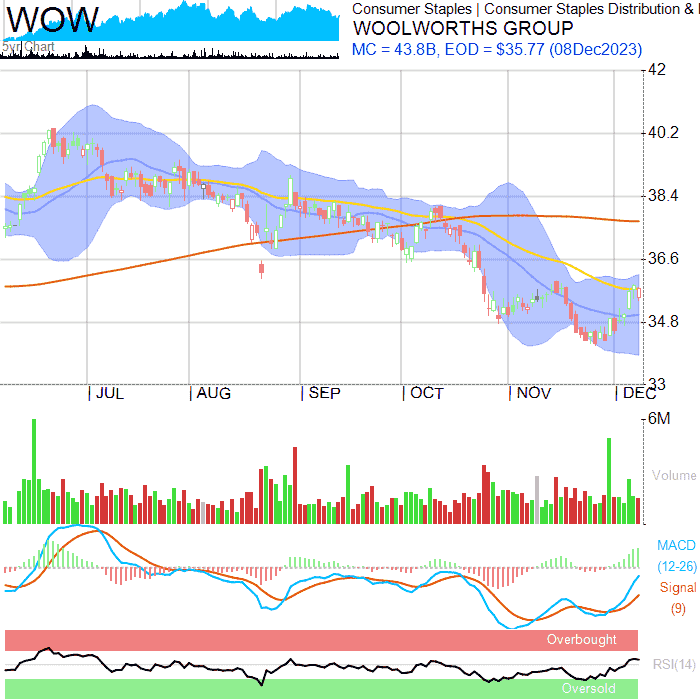 WOW
5yr Chart
Consumer Staples | Consumer Staples Distribution &
WOOLWORTHS GROUP
MC = 43.8B, EOD = $35.77 (08Dec2023)
42
40.2
38.4
36.6
34.8
33
| JUL | AUG | SEP | OCT | NOV | DEC
6M
Volume
MACD
(12-26)
Signal
(9)
Overbought
RSI(14)
Oversold